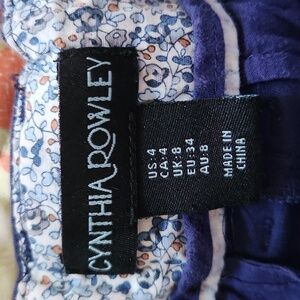 CYNTHIA ROWLEY
US:4
CA:4
UK:8
EU:34
AU:8
MADE IN
CHINA